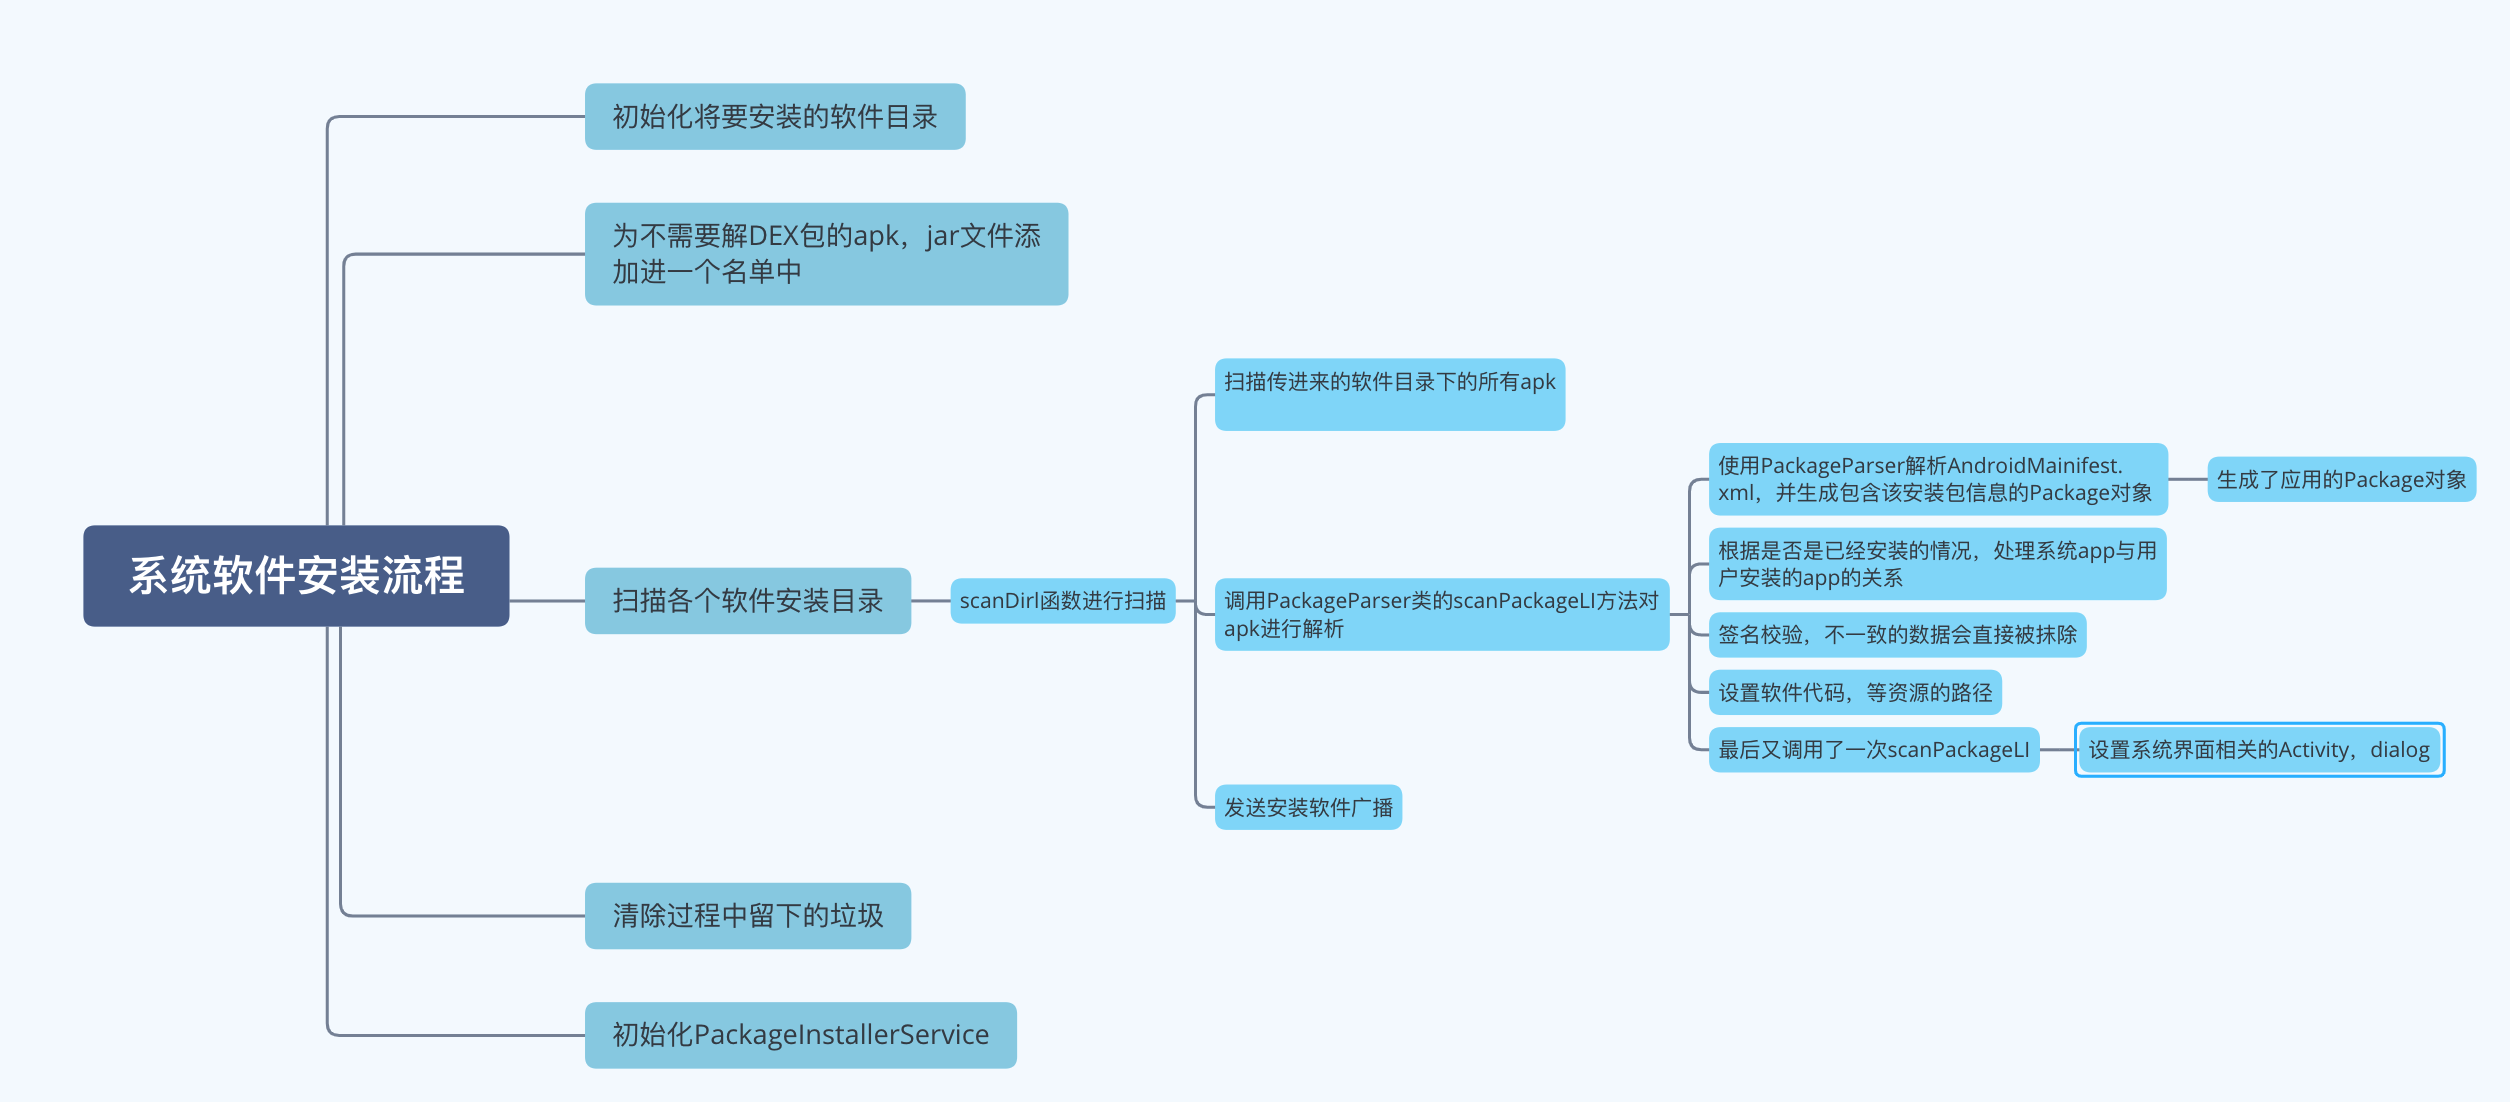 系统软件安装流程
初始化将要安装的软件目录
为不需要解DEX包的apk，jar文件添
加进一个名单中
扫描各个软件安装目录
scanDirl函数进行扫描
扫描传进来的软件目录下的所有apk
调用PackageParser类的scanPackageLI方法对
apk进行解析
使用PackageParser解析AndroidMainifest.
xml，并生成包含该安装包信息的Package对象
生成了应用的Package对象
根据是否是已经安装的情况，处理系统app与用
户安装的app的关系
签名校验，不一致的数据会直接被抹除
设置软件代码，等资源的路径
最后又调用了一次scanPackageLI
设置系统界面相关的Activity，dialog
发送安装软件广播
清除过程中留下的垃圾
初始化PackageInstallerService